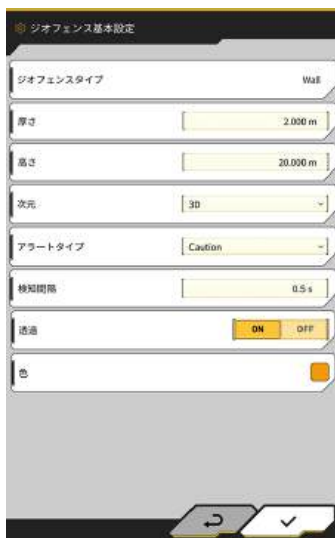 ジオフェンス基本設定
ジオフェンスタイプ Wall
厚さ 2.000 m
高さ 20.000 m
次元 3D
アラートタイプ Caution
検知間隔 0.5 s
透過 ON OFF
色